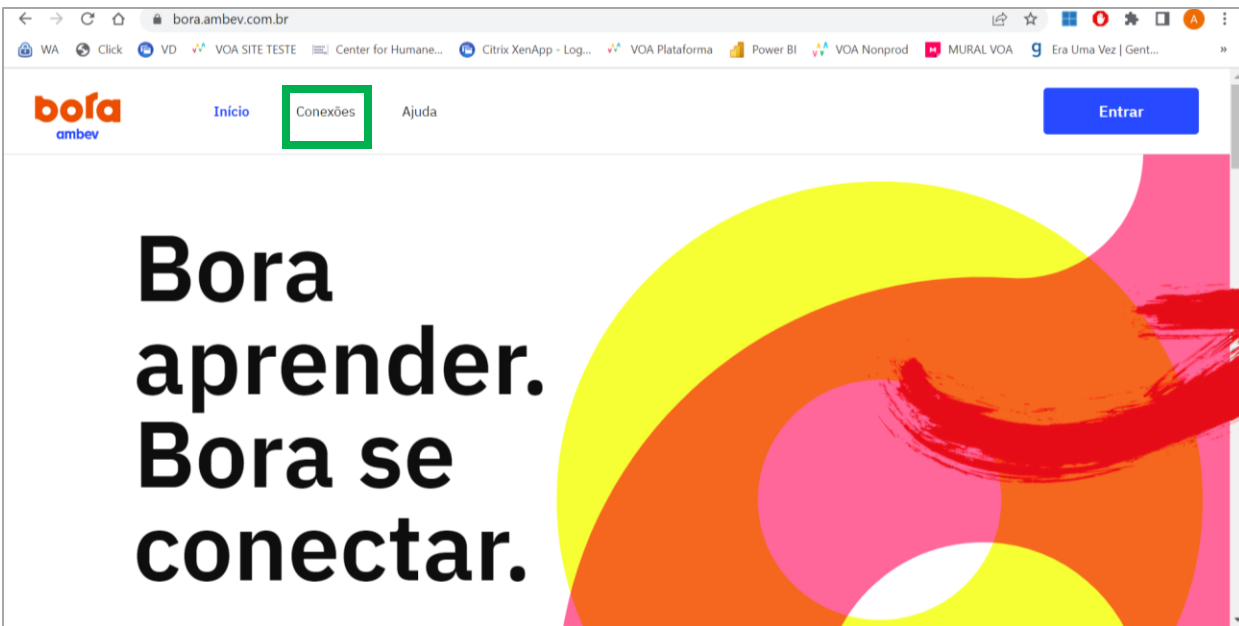 bora.ambev.com.br
A
WA Click VD VOA SITE TESTE Center for Humane... Citrix XenApp - Log... VOA Plataforma Power BI VOA Nonprod MURAL VOA Era Uma Vez | Gent... »
bora
ambev
Início Conexões Ajuda Entrar
Bora
aprender.
Bora se
conectar.